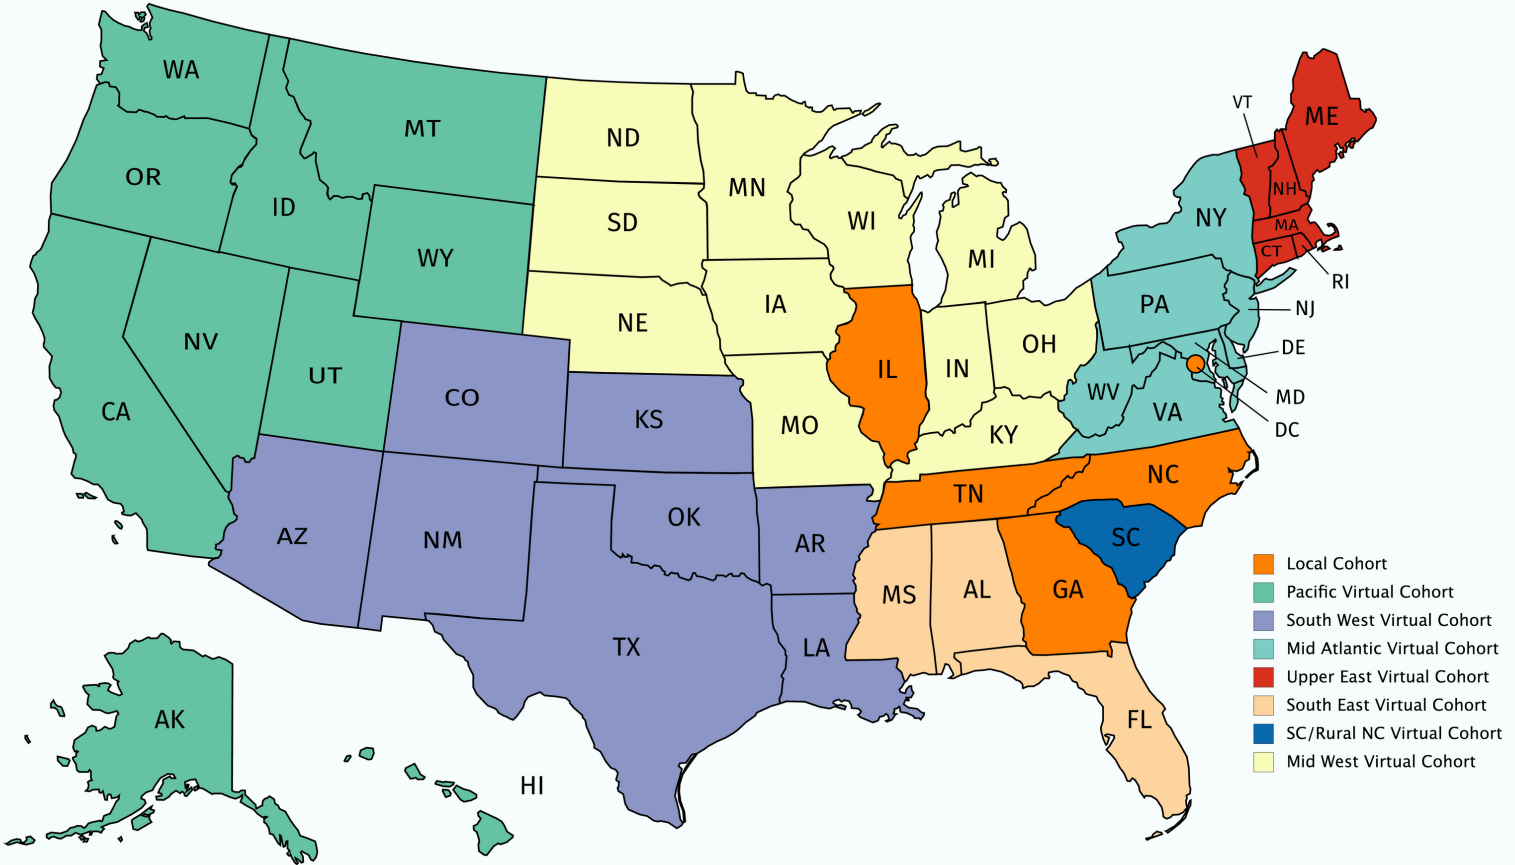 WA
MT
ND
MN
VT
ME
OR
ID
SD
WI
NH
NY
MA
WY
MI
CT
RI
NV
NE
IA
PA
NJ
UT
OH
DE
CA
CO
KS
IL
IN
WV
MD
MO
KY
VA
DC
AZ
NM
OK
AR
TN
NC
SC
TX
LA
MS
AL
GA
FL
AK
HI
Local Cohort
Pacific Virtual Cohort
South West Virtual Cohort
Mid Atlantic Virtual Cohort
Upper East Virtual Cohort
South East Virtual Cohort
SC/Rural NC Virtual Cohort
Mid West Virtual Cohort